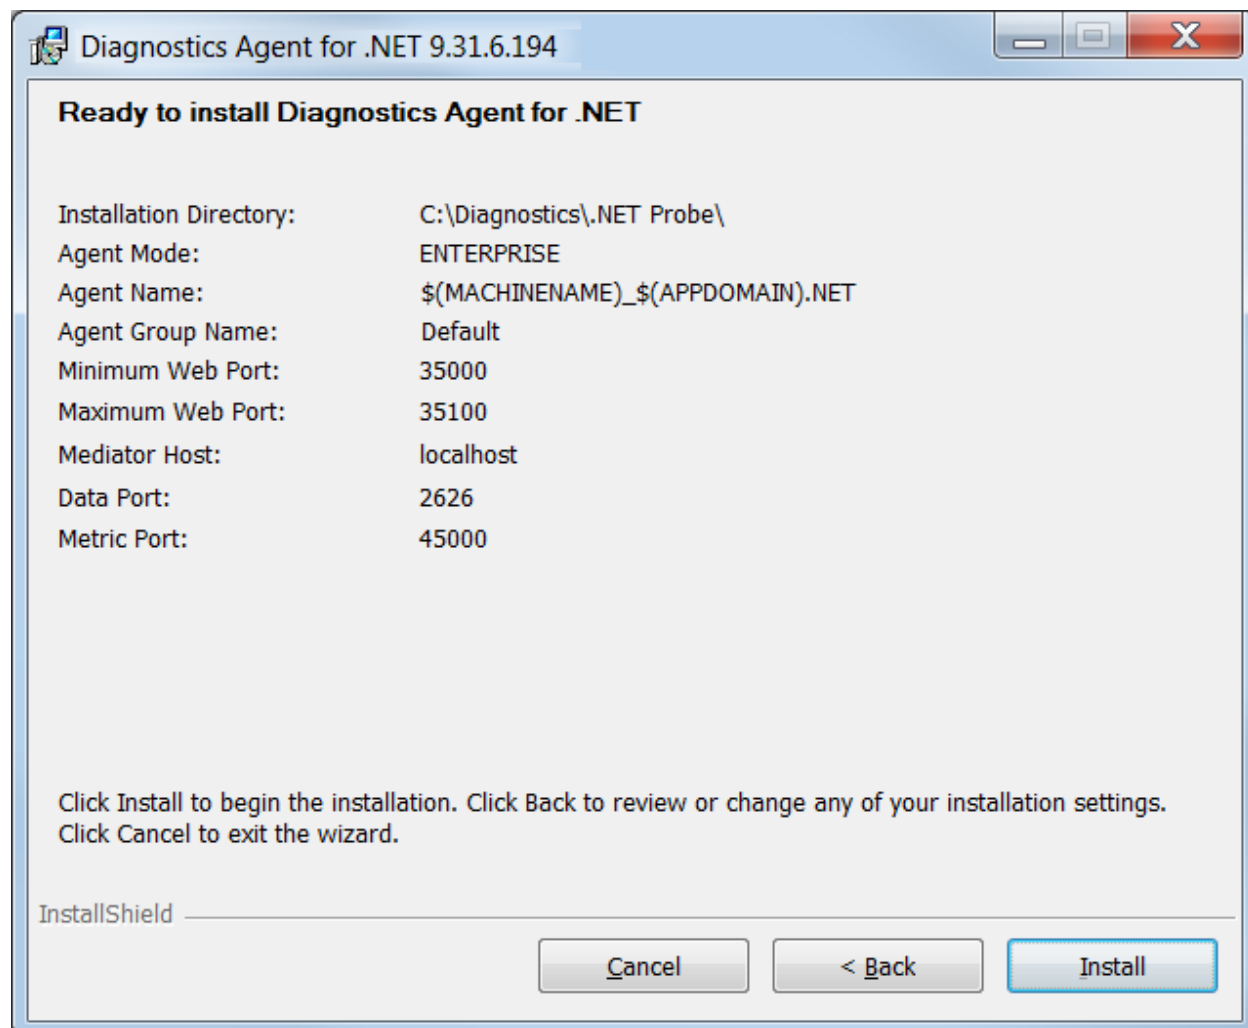 Diagnostics Agent for .NET 9.31.6.194
Ready to install Diagnostics Agent for .NET
Installation Directory: C:\Diagnostics\.NET Probe\
Agent Mode: ENTERPRISE
Agent Name: $(MACHINENAME)_$(APPDOMAIN).NET
Agent Group Name: Default
Minimum Web Port: 35000
Maximum Web Port: 35100
Mediator Host: localhost
Data Port: 2626
Metric Port: 45000
Click Install to begin the installation. Click Back to review or change any of your installation settings.
Click Cancel to exit the wizard.
InstallShield
Cancel < Back Install